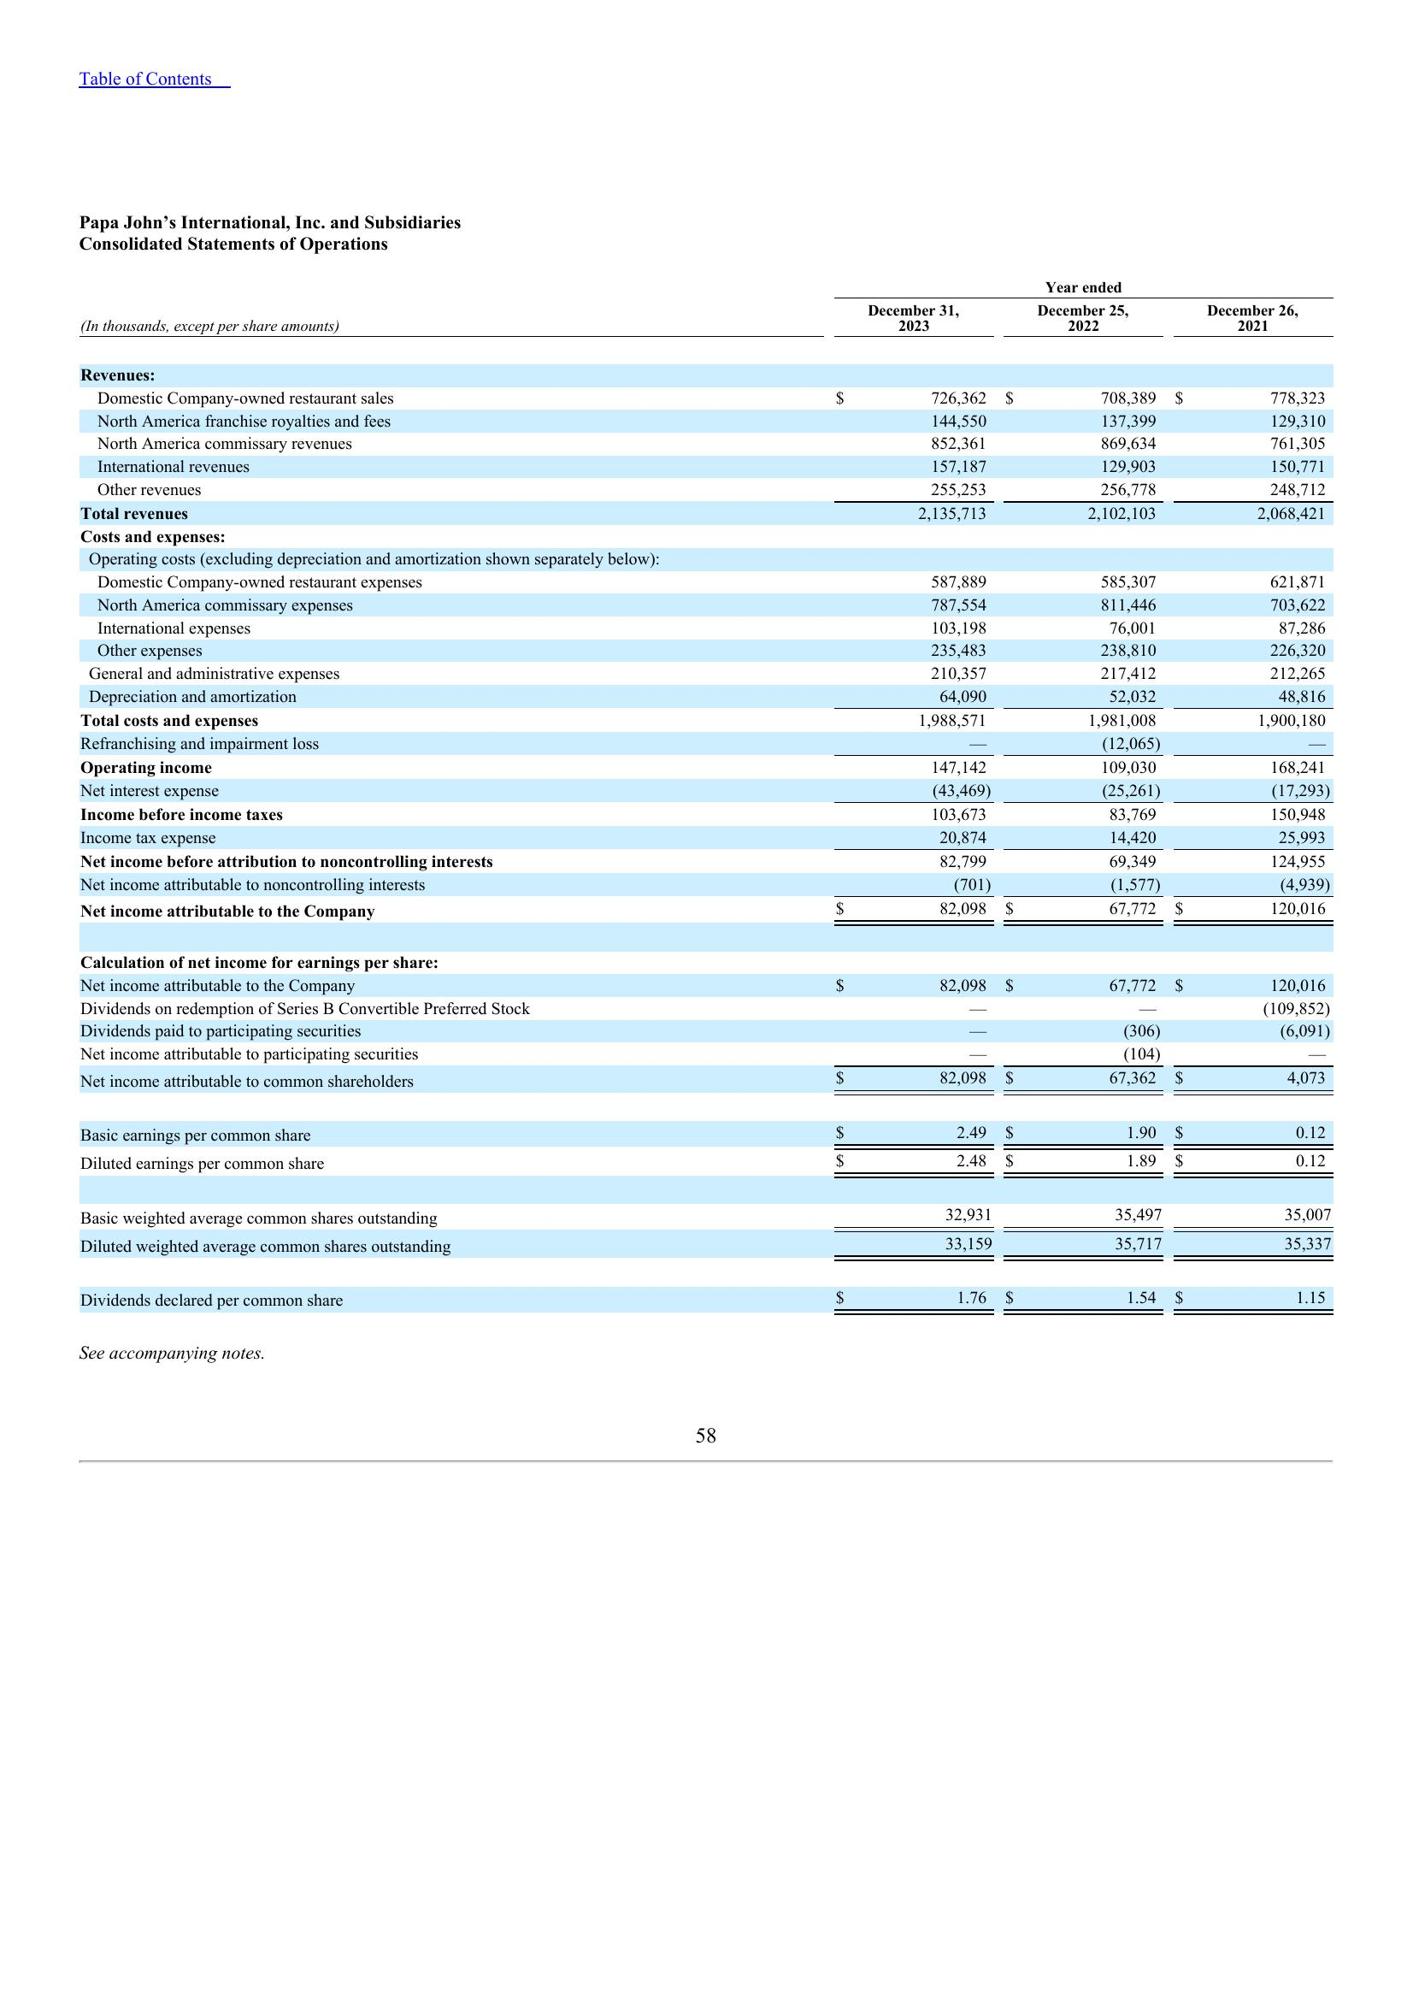 Table of Contents
Papa John’s International, Inc. and Subsidiaries
Consolidated Statements of Operations
Year ended
(In thousands, except per share amounts) December 31, 2023 December 25, 2022 December 26, 2021
Revenues:
Domestic Company-owned restaurant sales $ 726,362 $ 708,389 $ 778,323
North America franchise royalties and fees 144,550 137,399 129,310
North America commissary revenues 852,361 869,634 761,305
International revenues 157,187 129,903 150,771
Other revenues 255,253 256,778 248,712
Total revenues 2,135,713 2,102,103 2,068,421
Costs and expenses:
Operating costs (excluding depreciation and amortization shown separately below):
Domestic Company-owned restaurant expenses 587,889 585,307 621,871
North America commissary expenses 787,554 811,446 703,622
International expenses 103,198 76,001 87,286
Other expenses 235,483 238,810 226,320
General and administrative expenses 210,357 217,412 212,265
Depreciation and amortization 64,090 52,032 48,816
Total costs and expenses 1,988,571 1,981,008 1,900,180
Refranchising and impairment loss — (12,065) —
Operating income 147,142 109,030 168,241
Net interest expense (43,469) (25,261) (17,293)
Income before income taxes 103,673 83,769 150,948
Income tax expense 20,874 14,420 25,993
Net income before attribution to noncontrolling interests 82,799 69,349 124,955
Net income attributable to noncontrolling interests (701) (1,577) (4,939)
Net income attributable to the Company $ 82,098 $ 67,772 $ 120,016
Calculation of net income for earnings per share:
Net income attributable to the Company $ 82,098 $ 67,772 $ 120,016
Dividends on redemption of Series B Convertible Preferred Stock — — (109,852)
Dividends paid to participating securities — (306) (6,091)
Net income attributable to participating securities — (104) —
Net income attributable to common shareholders $ 82,098 $ 67,362 $ 4,073
Basic earnings per common share $ 2.49 $ 1.90 $ 0.12
Diluted earnings per common share $ 2.48 $ 1.89 $ 0.12
Basic weighted average common shares outstanding 32,931 35,497 35,007
Diluted weighted average common shares outstanding 33,159 35,717 35,337
Dividends declared per common share $ 1.76 $ 1.54 $ 1.15
See accompanying notes.
58